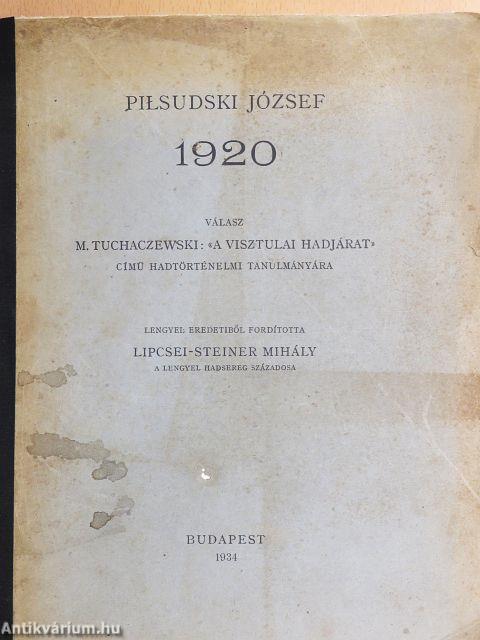 PIŁSUDSKI JÓZSEF
1920
VÁLASZ
M. TUCHACZEWSKI: «A VISZTULAI HADJÁRAT»
CÍMŰ HADTÖRTÉNELMI TANULMÁNYÁRA
LENGYEL EREDETIBŐL FORDÍTOTTA
LIPCSEI-STEINER MIHÁLY
A LENGYEL HADSEREG SZÁZADOSA
BUDAPEST
1934
Antikvárium.hu